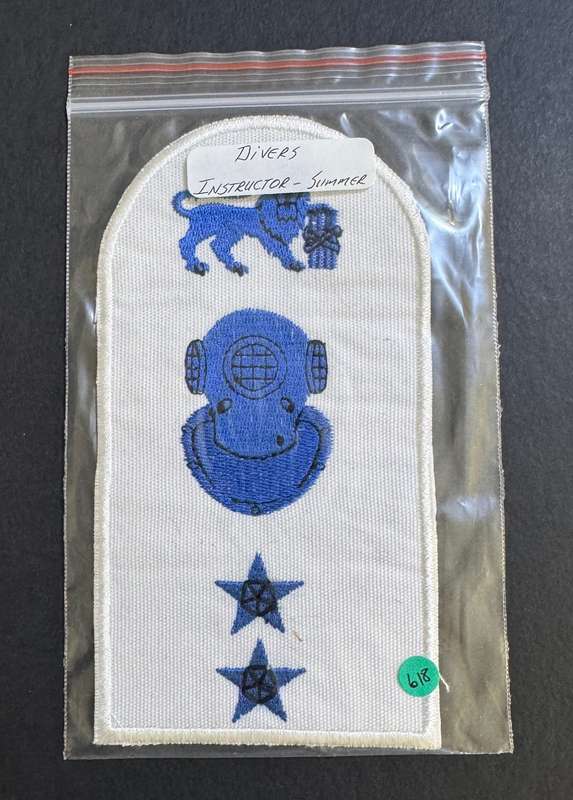 DIVERS
INSTRUCTOR - SUMMER
618